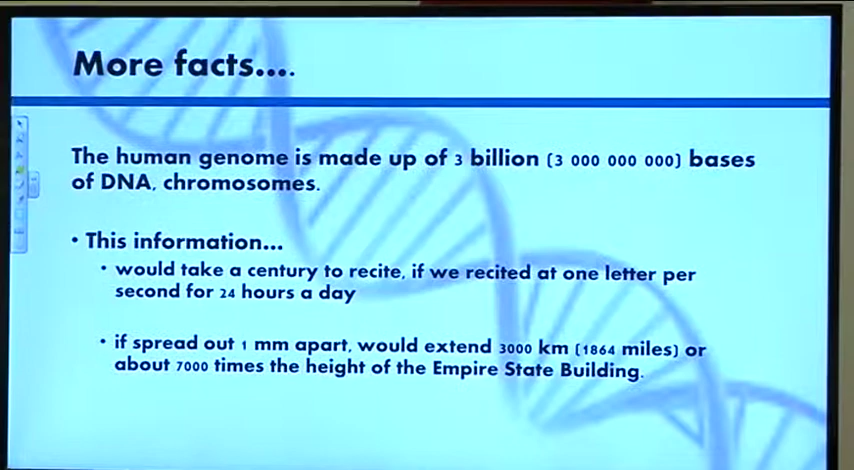 More facts....
The human genome is made up of 3 billion (3 000 000 000) bases
of DNA, chromosomes.
• This information...
• would take a century to recite, if we recited at one letter per
second for 24 hours a day
• if spread out 1 mm apart, would extend 3000 km (1864 miles) or
about 7000 times the height of the Empire State Building.